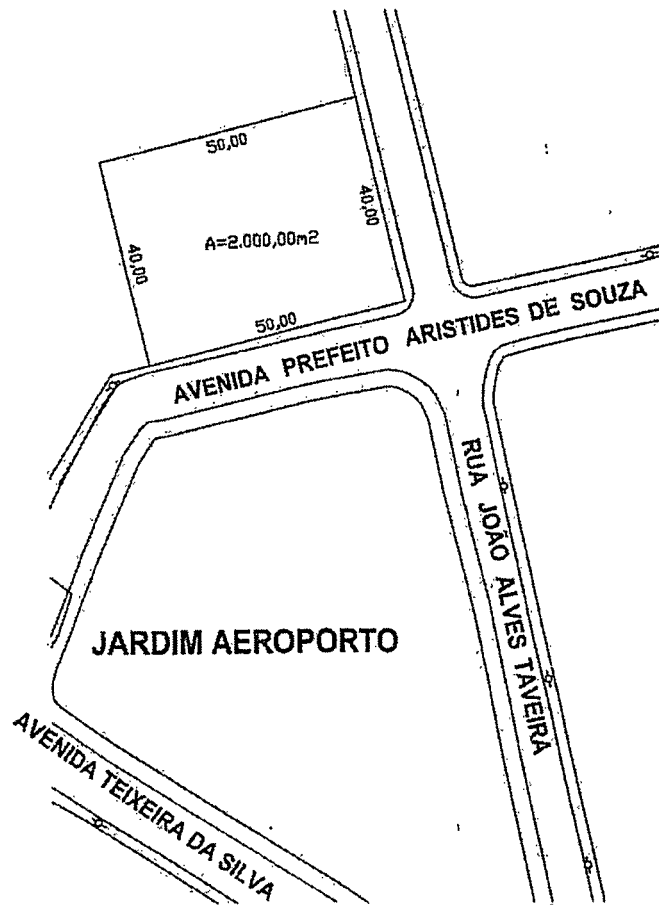 50,00
40,00
A=2.000,00m2
40,00
50,00
AVENIDA PREFEITO ARISTIDES DE SOUZA
RUA JOÃO ALVES TAVEIRA
JARDIM AEROPORTO
AVENIDA TEIXEIRA DA SILVA